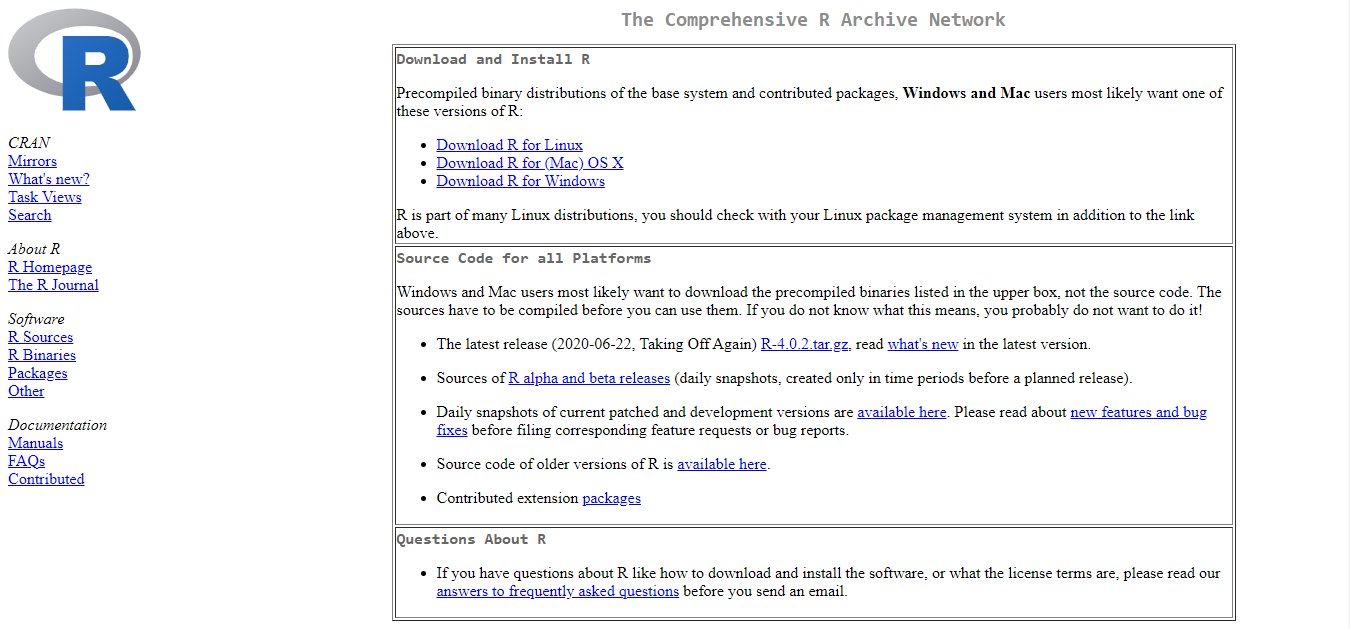 R
CRAN
Mirrors
What's new?
Task Views
Search
About R
R Homepage
The R Journal
Software
R Sources
R Binaries
Packages
Other
Documentation
Manuals
FAQs
Contributed
The Comprehensive R Archive Network
Download and Install R
Precompiled binary distributions of the base system and contributed packages, Windows and Mac users most likely want one of
these versions of R:
• Download R for Linux
• Download R for (Mac) OS X
• Download R for Windows
R is part of many Linux distributions, you should check with your Linux package management system in addition to the link
above.
Source Code for all Platforms
Windows and Mac users most likely want to download the precompiled binaries listed in the upper box, not the source code. The
sources have to be compiled before you can use them. If you do not know what this means, you probably do not want to do it!
• The latest release (2020-06-22, Taking Off Again) R-4.0.2.tar.gz, read what's new in the latest version.
• Sources of R alpha and beta releases (daily snapshots, created only in time periods before a planned release).
• Daily snapshots of current patched and development versions are available here. Please read about new features and bug
fixes before filing corresponding feature requests or bug reports.
• Source code of older versions of R is available here.
• Contributed extension packages
Questions About R
• If you have questions about R like how to download and install the software, or what the license terms are, please read our
answers to frequently asked questions before you send an email.